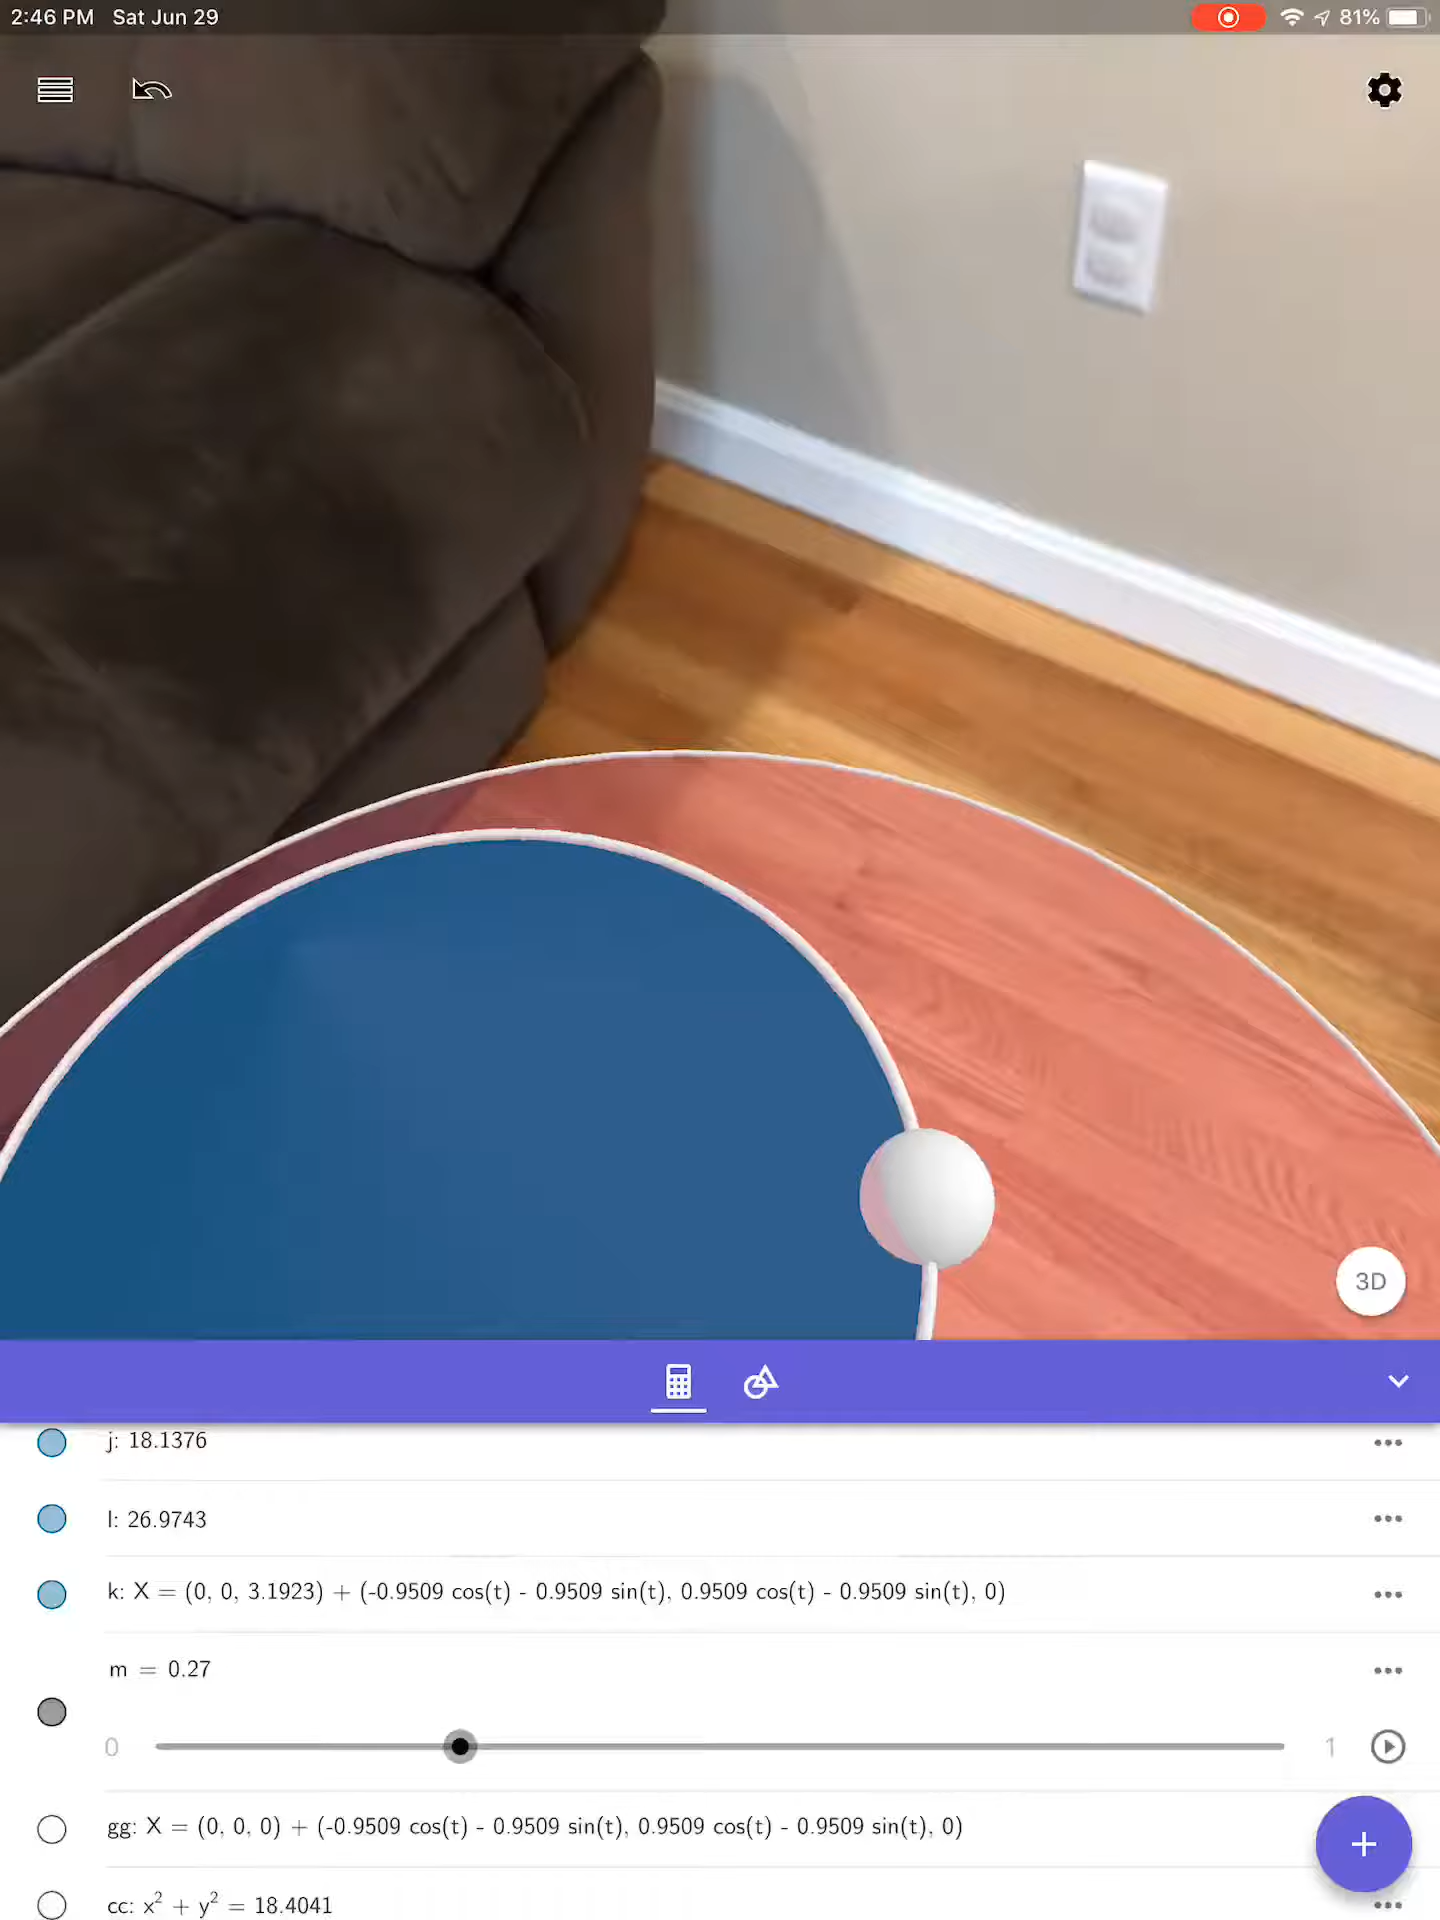 2:46 PM Sat Jun 29
81%
3D
j: 18.1376
l: 26.9743
k: X = (0, 0, 3.1923) + (-0.9509 cos(t) - 0.9509 sin(t), 0.9509 cos(t) - 0.9509 sin(t), 0)
m = 0.27
0
1
gg: X = (0, 0, 0) + (-0.9509 cos(t) - 0.9509 sin(t), 0.9509 cos(t) - 0.9509 sin(t), 0)
cc: x² + y² = 18.4041